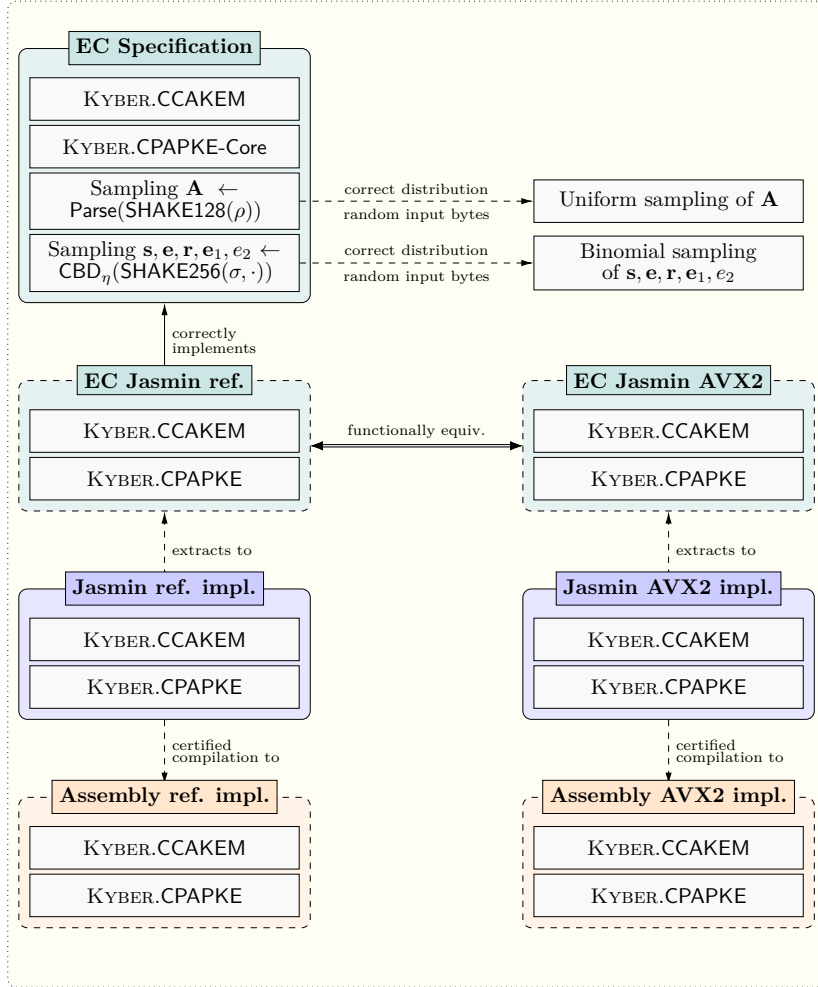 EC Specification
KYBER.CCAKEM
KYBER.CPAPKE-Core
Sampling A ←
Parse(SHAKE128(ρ))
correct distribution
random input bytes
Uniform sampling of A
Sampling s, e, r, e₁, e₂ ←
CBD_η(SHAKE256(σ, ·))
correct distribution
random input bytes
Binomial sampling
of s, e, r, e₁, e₂
correctly
implements
EC Jasmin ref.
KYBER.CCAKEM
KYBER.CPAPKE
functionally equiv.
EC Jasmin AVX2
KYBER.CCAKEM
KYBER.CPAPKE
extracts to
extracts to
Jasmin ref. impl.
KYBER.CCAKEM
KYBER.CPAPKE
Jasmin AVX2 impl.
KYBER.CCAKEM
KYBER.CPAPKE
certified
compilation to
certified
compilation to
Assembly ref. impl.
KYBER.CCAKEM
KYBER.CPAPKE
Assembly AVX2 impl.
KYBER.CCAKEM
KYBER.CPAPKE